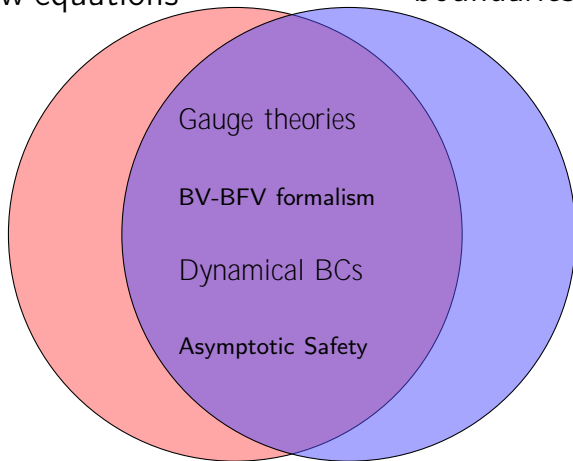 w equations
boundaries
Gauge theories
BV-BFV formalism
Dynamical BCs
Asymptotic Safety